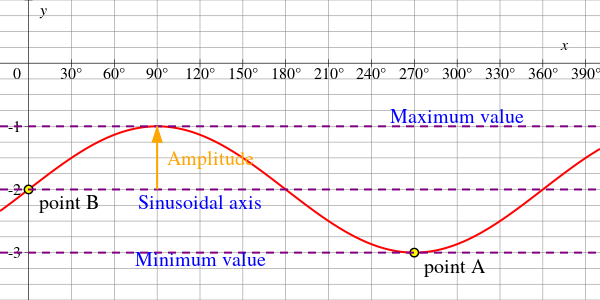 y
x
0 30° 60° 90° 120° 150° 180° 210° 240° 270° 300° 330° 360° 390°
Maximum value
-1
Amplitude
-2
point B
Sinusoidal axis
-3
Minimum value
point A